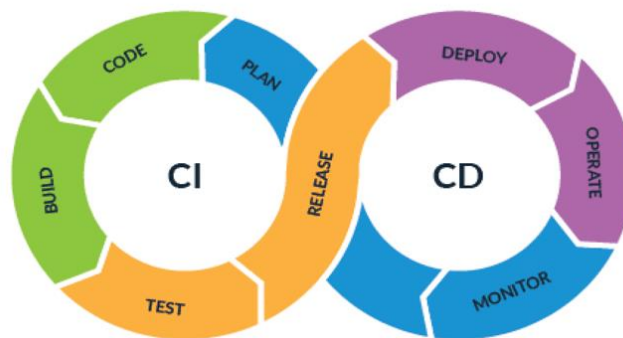 CODE
PLAN
BUILD
CI
TEST
RELEASE
DEPLOY
CD
OPERATE
MONITOR